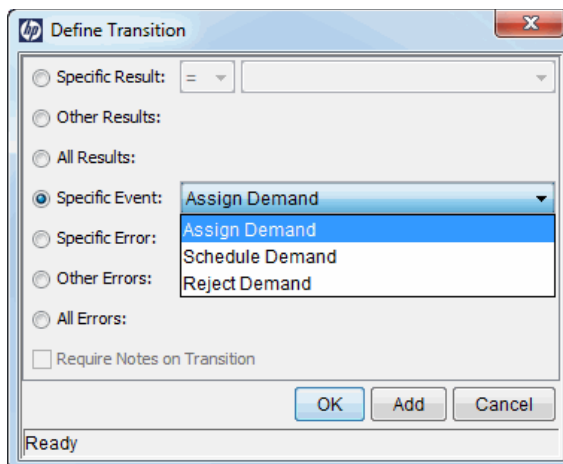 hp Define Transition
Specific Result: =
Other Results:
All Results:
Specific Event: Assign Demand
Assign Demand
Specific Error:
Schedule Demand
Other Errors:
Reject Demand
All Errors:
Require Notes on Transition
OK Add Cancel
Ready